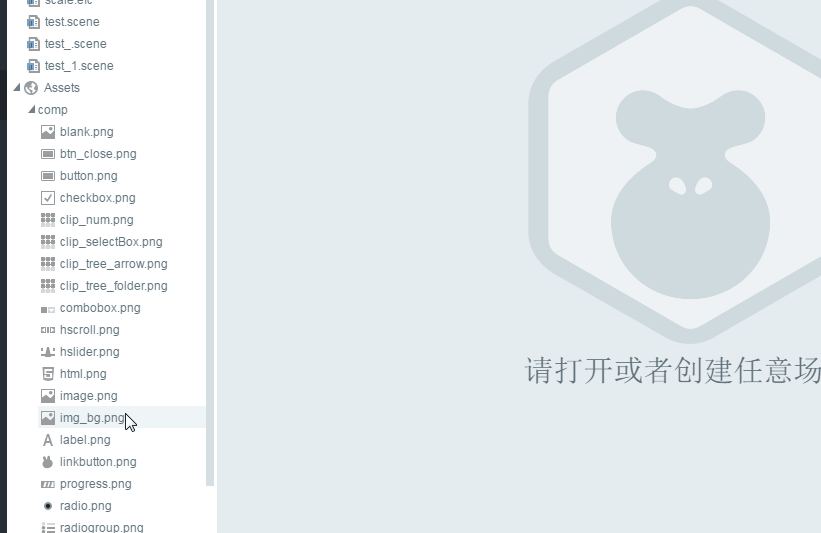 scale.efc
test.scene
test_.scene
test_1.scene
Assets
comp
blank.png
btn_close.png
button.png
checkbox.png
clip_num.png
clip_selectBox.png
clip_tree_arrow.png
clip_tree_folder.png
combobox.png
hscroll.png
hslider.png
html.png
image.png
img_bg.png
label.png
linkbutton.png
progress.png
radio.png
radiogroup.png
请打开或者创建任意场